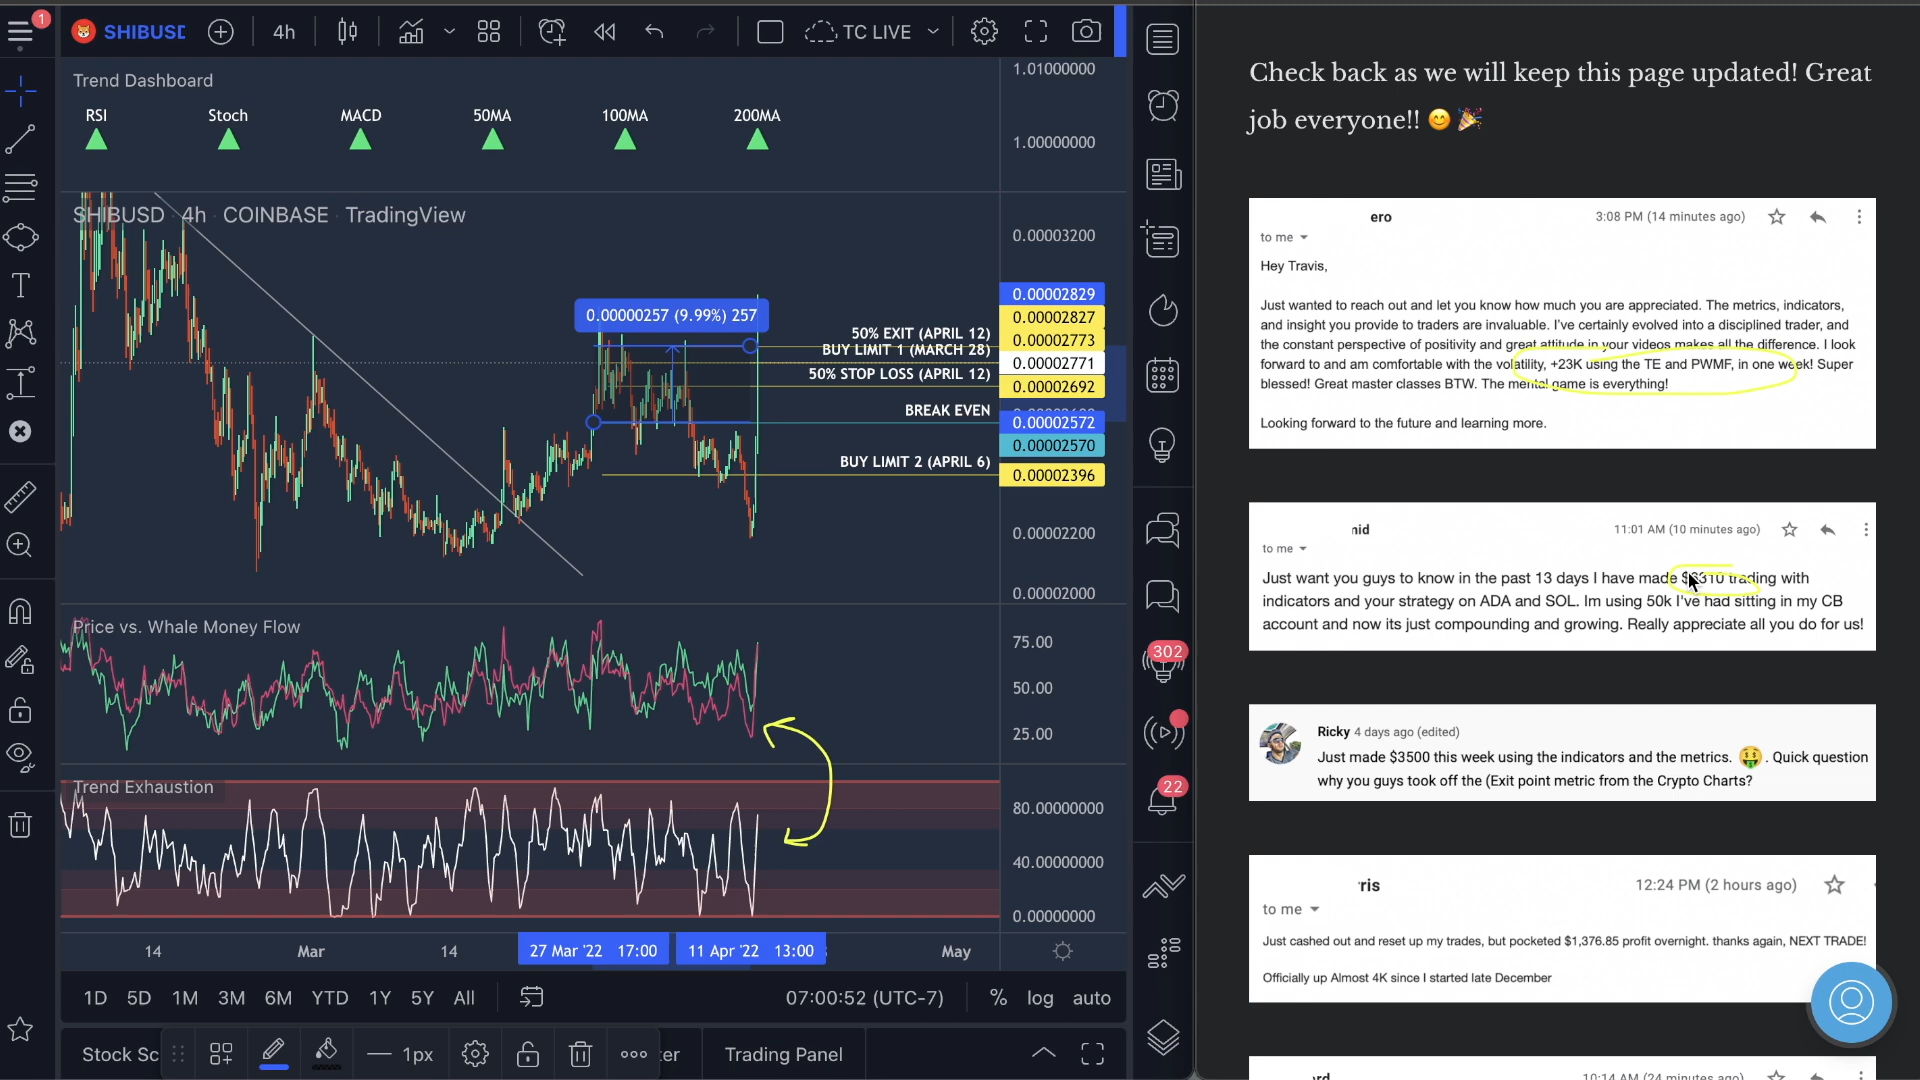 1
SHIBUSD
4h
TC LIVE
Trend Dashboard
RSI
Stoch
MACD
50MA
100MA
200MA
1.01000000
1.00000000
SHIBUSD · 4h · COINBASE · TradingView
0.00003200
0.00002829
0.00002827
0.00002773
0.00002771
0.00002692
0.00002572
0.00002570
0.00002396
0.00002200
0.00002000
0.00000257 (9.99%) 257
50% EXIT (APRIL 12)
BUY LIMIT 1 (MARCH 28)
50% STOP LOSS (APRIL 12)
BREAK EVEN
BUY LIMIT 2 (APRIL 6)
Price vs. Whale Money Flow
75.00
50.00
25.00
Trend Exhaustion
80.00000000
40.00000000
0.00000000
14
Mar
14
27 Mar '22 17:00
11 Apr '22 13:00
May
1D 5D 1M 3M 6M YTD 1Y 5Y All
07:00:52 (UTC-7)
% log auto
Stock Sc
1px
ter
Trading Panel
302
22
Check back as we will keep this page updated! Great
job everyone!! 😊 🎉
ero
3:08 PM (14 minutes ago)
to me
Hey Travis,
Just wanted to reach out and let you know how much you are appreciated. The metrics, indicators,
and insight you provide to traders are invaluable. I've certainly evolved into a disciplined trader, and
the constant perspective of positivity and great attitude in your videos makes all the difference. I look
forward to and am comfortable with the volatility, +23K using the TE and PWMF, in one week! Super
blessed! Great master classes BTW. The mental game is everything!
Looking forward to the future and learning more.
nid
11:01 AM (10 minutes ago)
to me
Just want you guys to know in the past 13 days I have made trading with
indicators and your strategy on ADA and SOL. Im using 50k I've had sitting in my CB
account and now its just compounding and growing. Really appreciate all you do for us!
Ricky 4 days ago (edited)
Just made $3500 this week using the indicators and the metrics. 🤑 . Quick question
why you guys took off the (Exit point metric from the Crypto Charts?
ris
12:24 PM (2 hours ago)
to me
Just cashed out and reset up my trades, but pocketed $1,376.85 profit overnight. thanks again, NEXT TRADE!
Officially up Almost 4K since I started late December
rd
10:14 AM (24 minutes ago)